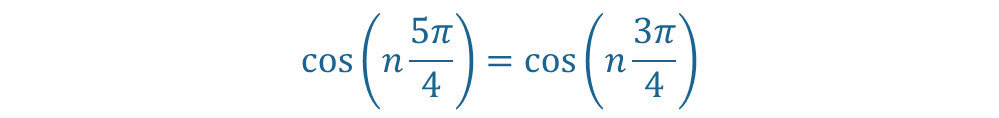 cos(n 5π/4) = cos(n 3π/4)